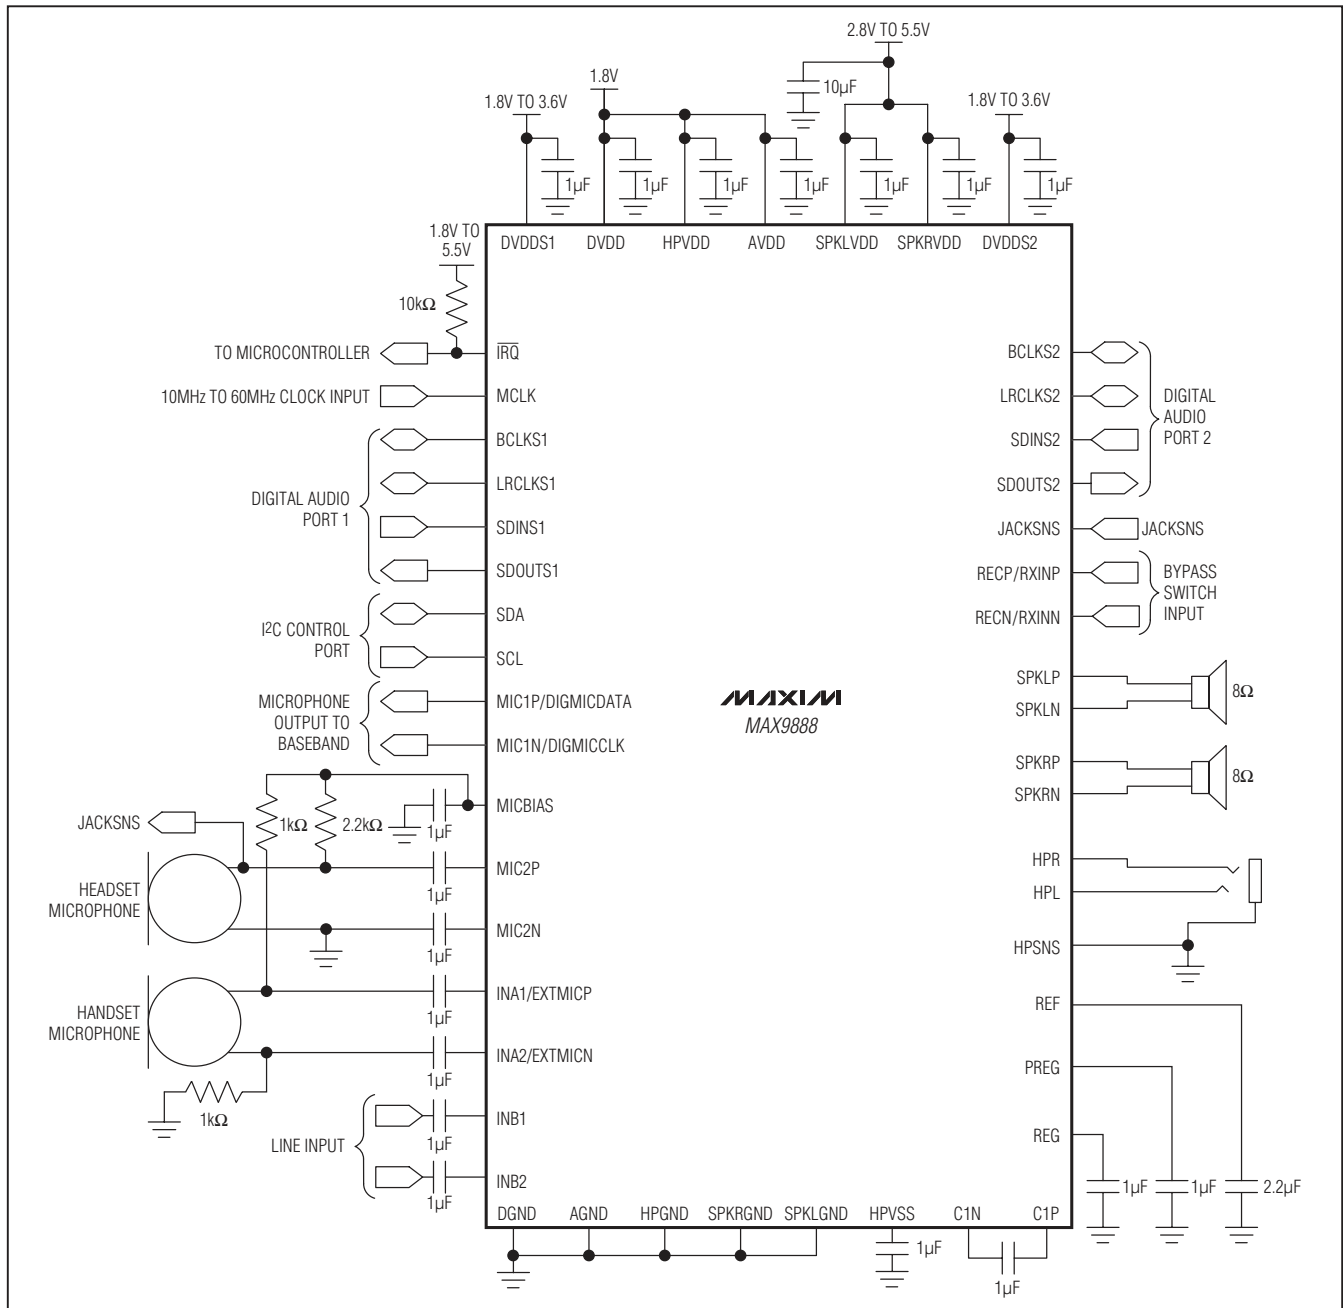 2.8V TO 5.5V
1.8V
10µF
1.8V TO 3.6V
1.8V TO 3.6V
1µF
1µF
1µF
1µF
1µF
1µF
1µF
1.8V TO
5.5V
DVDDS1
DVDD
HPVDD
AVDD
SPKLVDD
SPKRVDD
DVDDS2
10kΩ
TO MICROCONTROLLER
IRQ
10MHz TO 60MHz CLOCK INPUT
MCLK
BCLKS1
LRCLKS1
DIGITAL AUDIO
PORT 1
SDINS1
SDOUTS1
SDA
I²C CONTROL
PORT
SCL
MICROPHONE
OUTPUT TO
BASEBAND
MIC1P/DIGMICDATA
MIC1N/DIGMICCLK
MICBIAS
1µF
1kΩ
2.2kΩ
JACKSNS
MIC2P
1µF
HEADSET
MICROPHONE
MIC2N
1µF
INA1/EXTMICP
1µF
HANDSET
MICROPHONE
INA2/EXTMICN
1µF
1kΩ
INB1
1µF
LINE INPUT
INB2
1µF
MAXIM
MAX9888
BCLKS2
LRCLKS2
SDINS2
SDOUTS2
DIGITAL
AUDIO
PORT 2
JACKSNS
JACKSNS
RECP/RXINP
RECN/RXINN
BYPASS
SWITCH
INPUT
SPKLP
SPKLN
8Ω
SPKRP
SPKRN
8Ω
HPR
HPL
HPSNS
REF
PREG
REG
1µF
1µF
2.2µF
DGND
AGND
HPGND
SPKRGND
SPKLGND
HPVSS
C1N
C1P
1µF
1µF